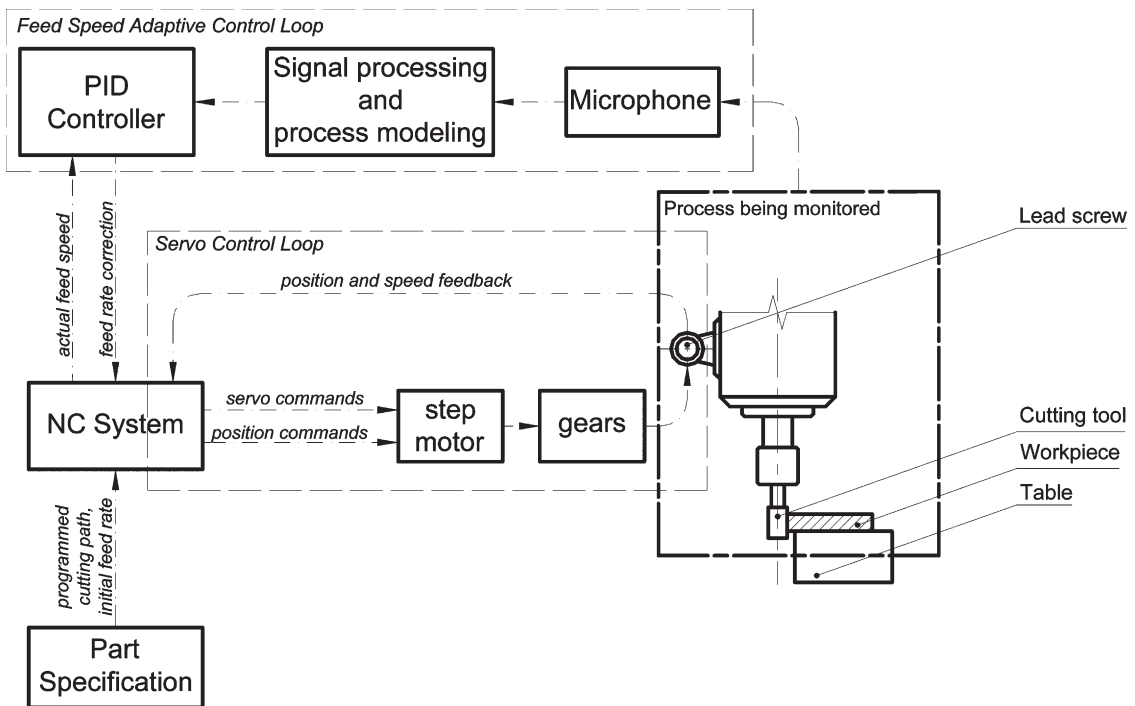 Feed Speed Adaptive Control Loop
PID
Controller
Signal processing
and
process modeling
Microphone
Process being monitored
Lead screw
actual feed speed
feed rate correction
Servo Control Loop
position and speed feedback
NC System
servo commands
position commands
step
motor
gears
Cutting tool
Workpiece
Table
programmed
cutting path,
initial feed rate
Part
Specification